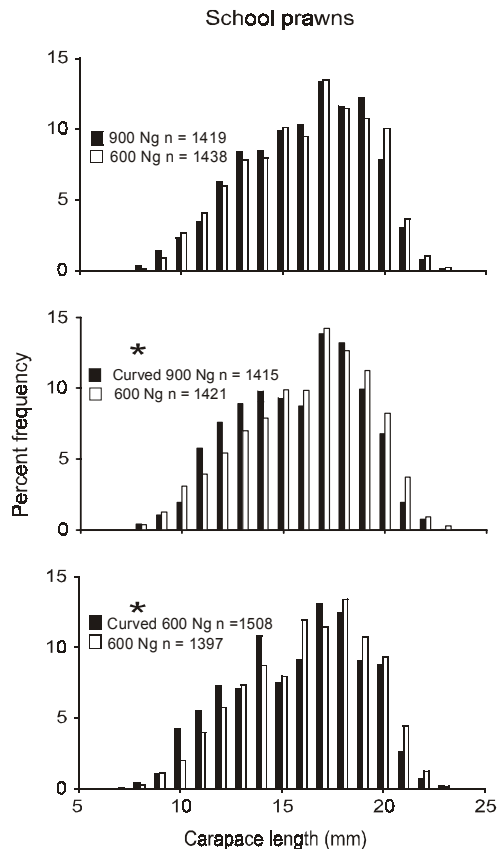 School prawns
15
10
5
0
900 Ng n = 1419
600 Ng n = 1438
15
10
5
0
*
Curved 900 Ng n = 1415
600 Ng n = 1421
Percent frequency
15
10
5
0
*
Curved 600 Ng n =1508
600 Ng n = 1397
5 10 15 20 25
Carapace length (mm)